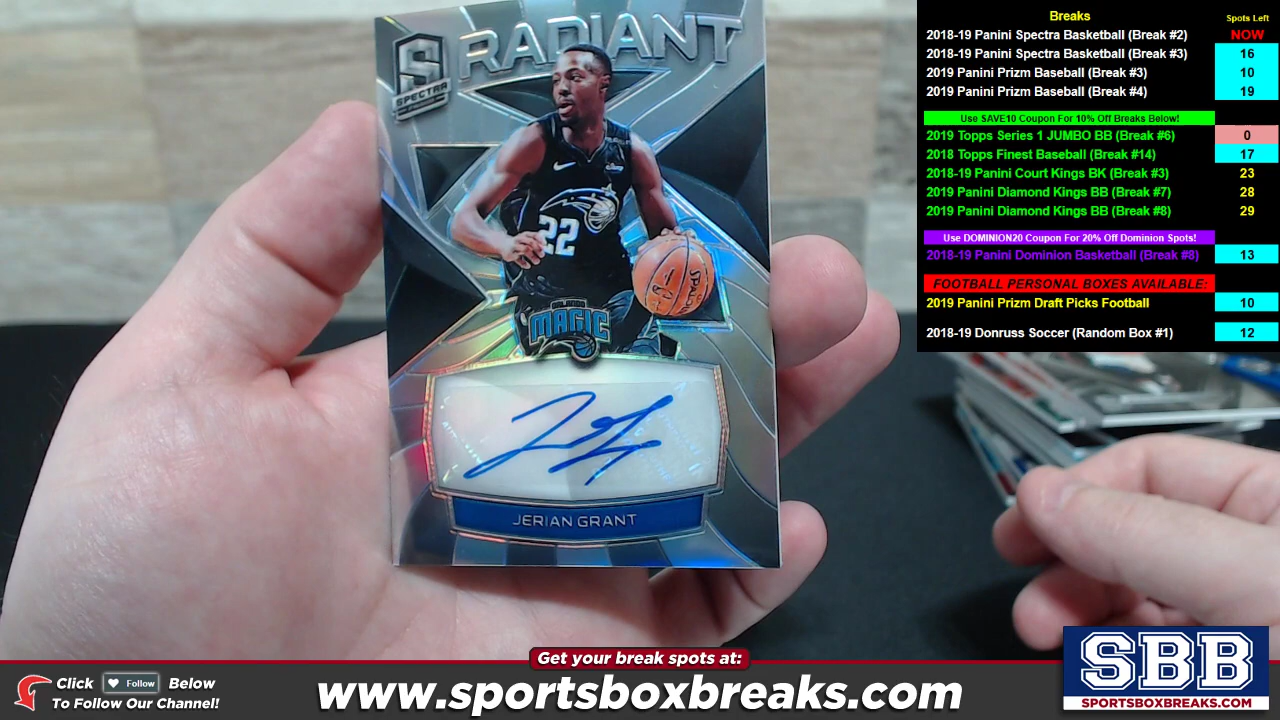 RADIANT
S
SPECTRA
22
SPALDING
ORLANDO
MAGIC
JERIAN GRANT
Breaks Spots Left
2018-19 Panini Spectra Basketball (Break #2) NOW
2018-19 Panini Spectra Basketball (Break #3) 16
2019 Panini Prizm Baseball (Break #3) 10
2019 Panini Prizm Baseball (Break #4) 19
Use SAVE10 Coupon For 10% Off Breaks Below!
2019 Topps Series 1 JUMBO BB (Break #6) 0
2018 Topps Finest Baseball (Break #14) 17
2018-19 Panini Court Kings BK (Break #3) 23
2019 Panini Diamond Kings BB (Break #7) 28
2019 Panini Diamond Kings BB (Break #8) 29
Use DOMINION20 Coupon For 20% Off Dominion Spots!
2018-19 Panini Dominion Basketball (Break #8) 13
FOOTBALL PERSONAL BOXES AVAILABLE:
2019 Panini Prizm Draft Picks Football 10
2018-19 Donruss Soccer (Random Box #1) 12
Get your break spots at:
Click Follow Below
To Follow Our Channel!
www.sportsboxbreaks.com
SBB
SPORTSBOXBREAKS.COM